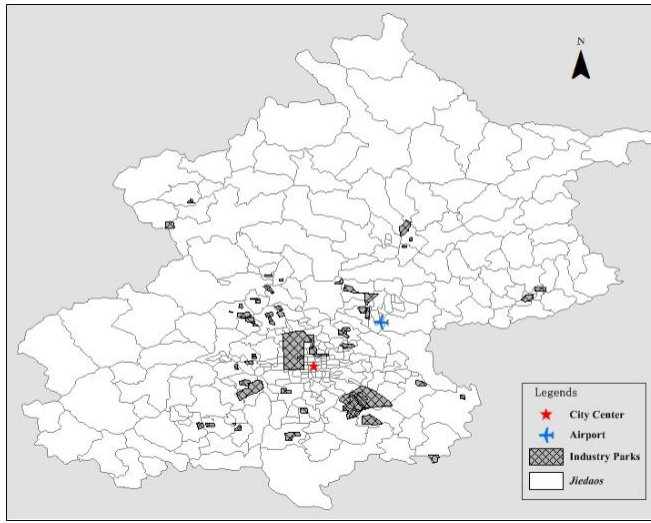 N
Legends
City Center
Airport
Industry Parks
Jiedaos